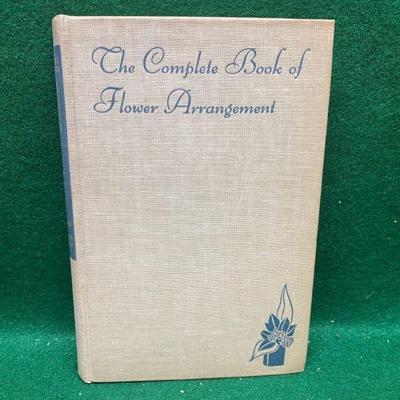 The Complete Book of
Flower Arrangement